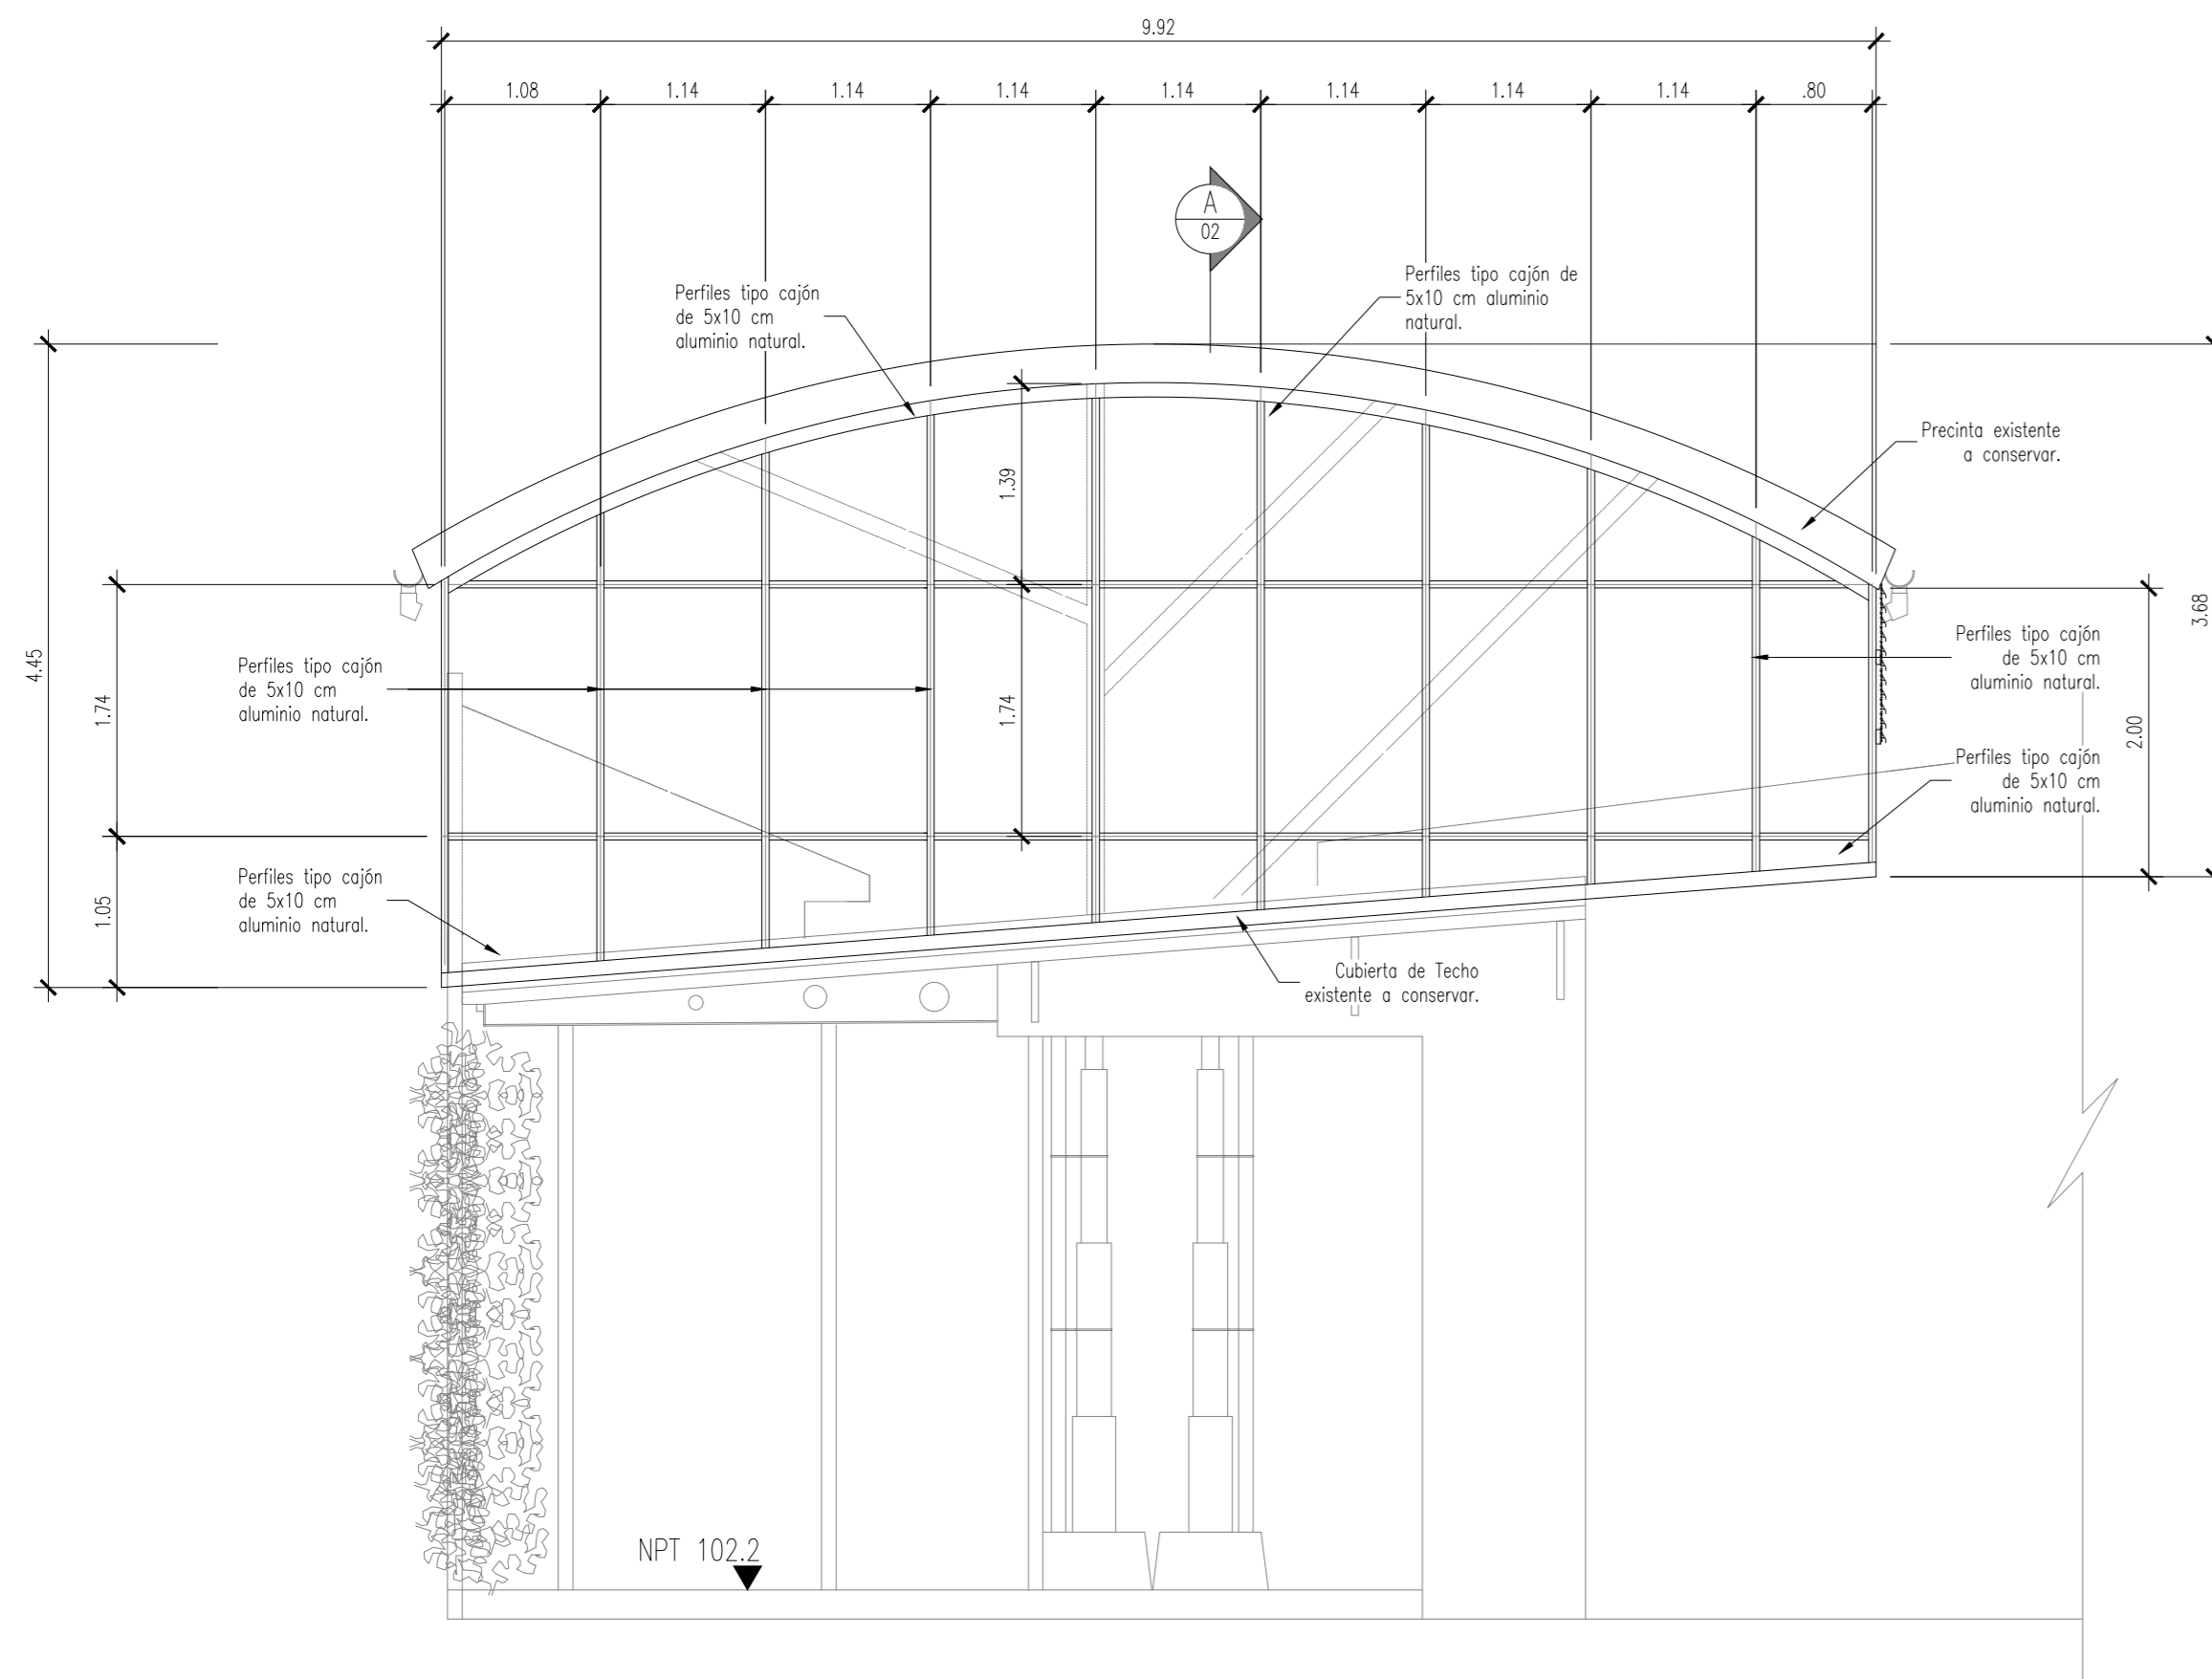 9.92
1.08
1.14
1.14
1.14
1.14
1.14
1.14
1.14
.80
A
02
Perfiles tipo cajón
de 5x10 cm
aluminio natural.
Perfiles tipo cajón de
5x10 cm aluminio
natural.
Precinta existente
a conservar.
4.45
1.74
1.05
1.39
1.74
3.68
2.00
Perfiles tipo cajón
de 5x10 cm
aluminio natural.
Perfiles tipo cajón
de 5x10 cm
aluminio natural.
Perfiles tipo cajón
de 5x10 cm
aluminio natural.
Perfiles tipo cajón
de 5x10 cm
aluminio natural.
Cubierta de Techo
existente a conservar.
NPT 102.2